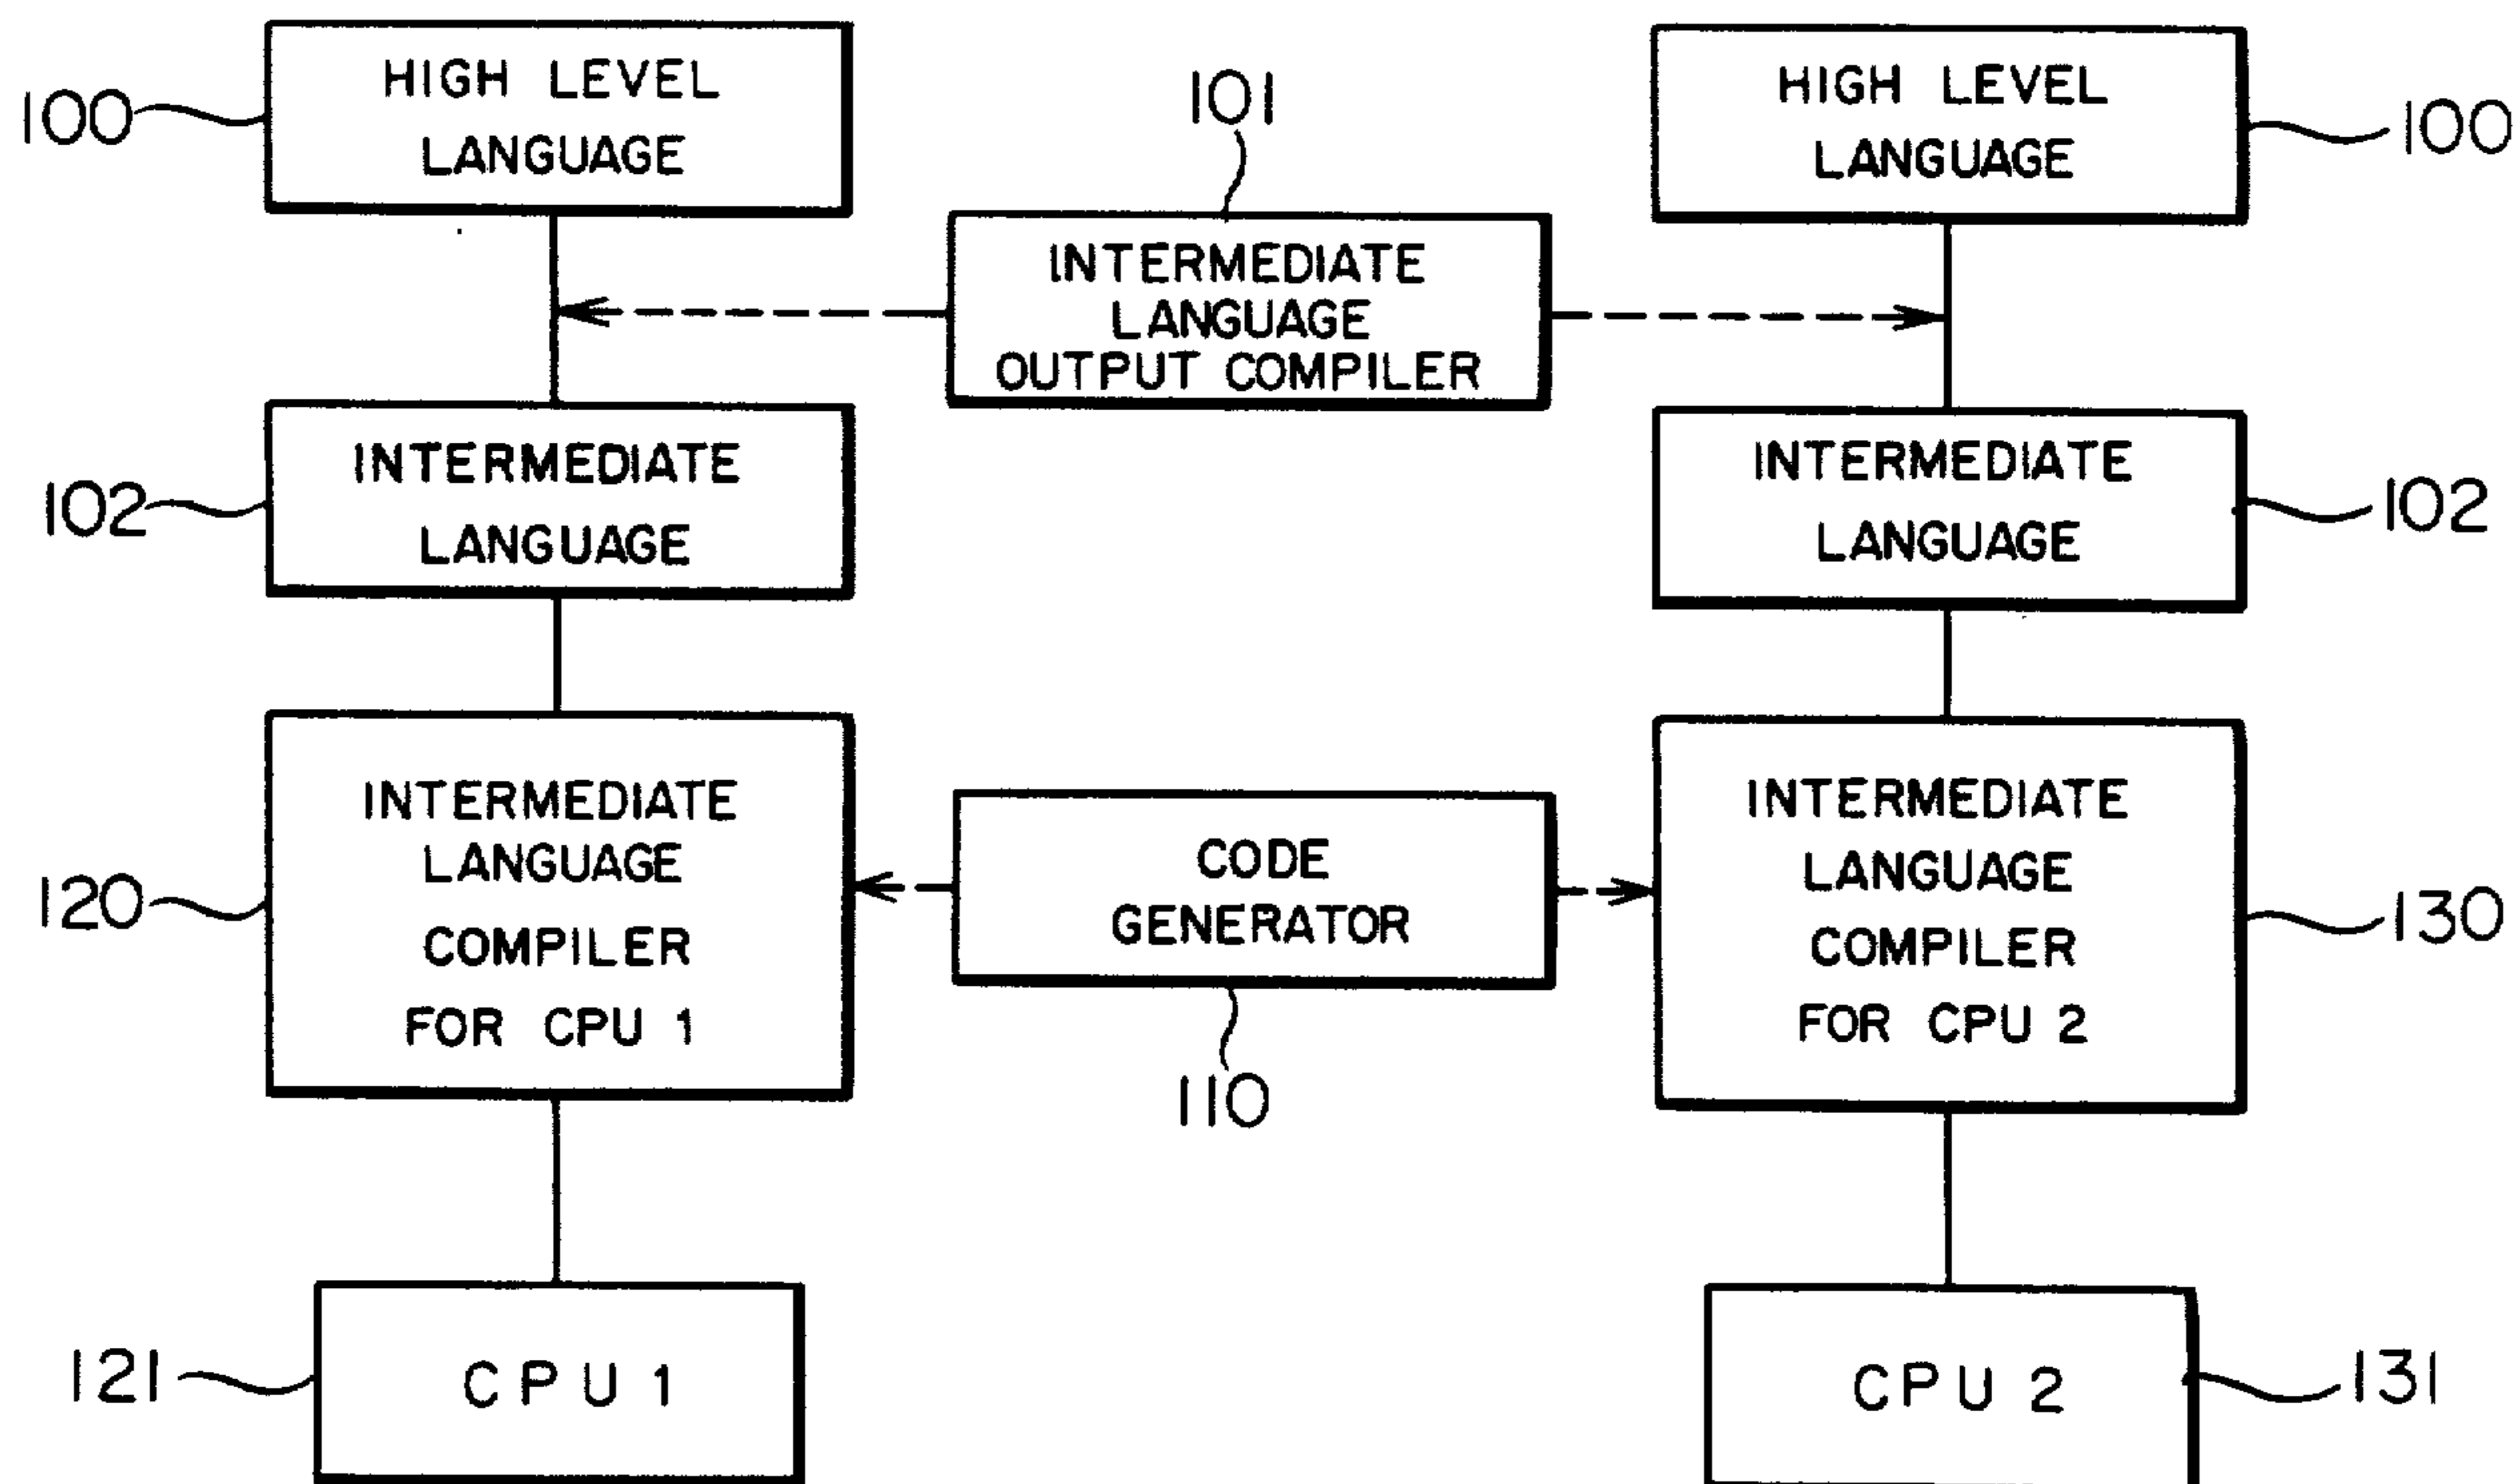 100
HIGH LEVEL
LANGUAGE
101
HIGH LEVEL
LANGUAGE
100
INTERMEDIATE
LANGUAGE
OUTPUT COMPILER
102
INTERMEDIATE
LANGUAGE
INTERMEDIATE
LANGUAGE
102
120
INTERMEDIATE
LANGUAGE
COMPILER
FOR CPU 1
CODE
GENERATOR
110
INTERMEDIATE
LANGUAGE
COMPILER
FOR CPU 2
130
121
CPU 1
CPU 2
131